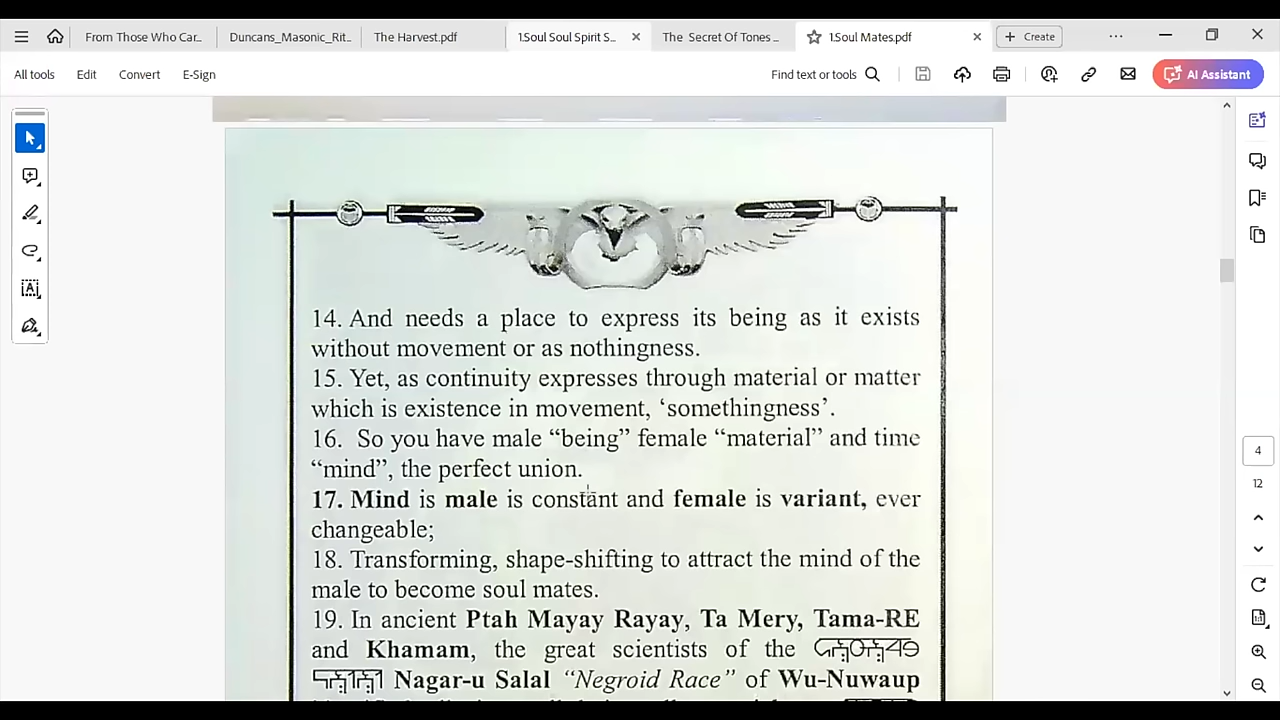 From Those Who Car...
Duncans_Masonic_Rit...
The Harvest.pdf
1.Soul Soul Spirit S...
The Secret Of Tones ...
1.Soul Mates.pdf
Create
All tools
Edit
Convert
E-Sign
Find text or tools
AI Assistant
14. And needs a place to express its being as it exists
without movement or as nothingness.
15. Yet, as continuity expresses through material or matter
which is existence in movement, ‘somethingness’.
16. So you have male “being” female “material” and time
“mind”, the perfect union.
17. Mind is male is constant and female is variant, ever
changeable;
18. Transforming, shape-shifting to attract the mind of the
male to become soul mates.
19. In ancient Ptah Mayay Rayay, Ta Mery, Tama-RE
and Khamam, the great scientists of the
Nagar-u Salal “Negroid Race” of Wu-Nuwaup
4
12